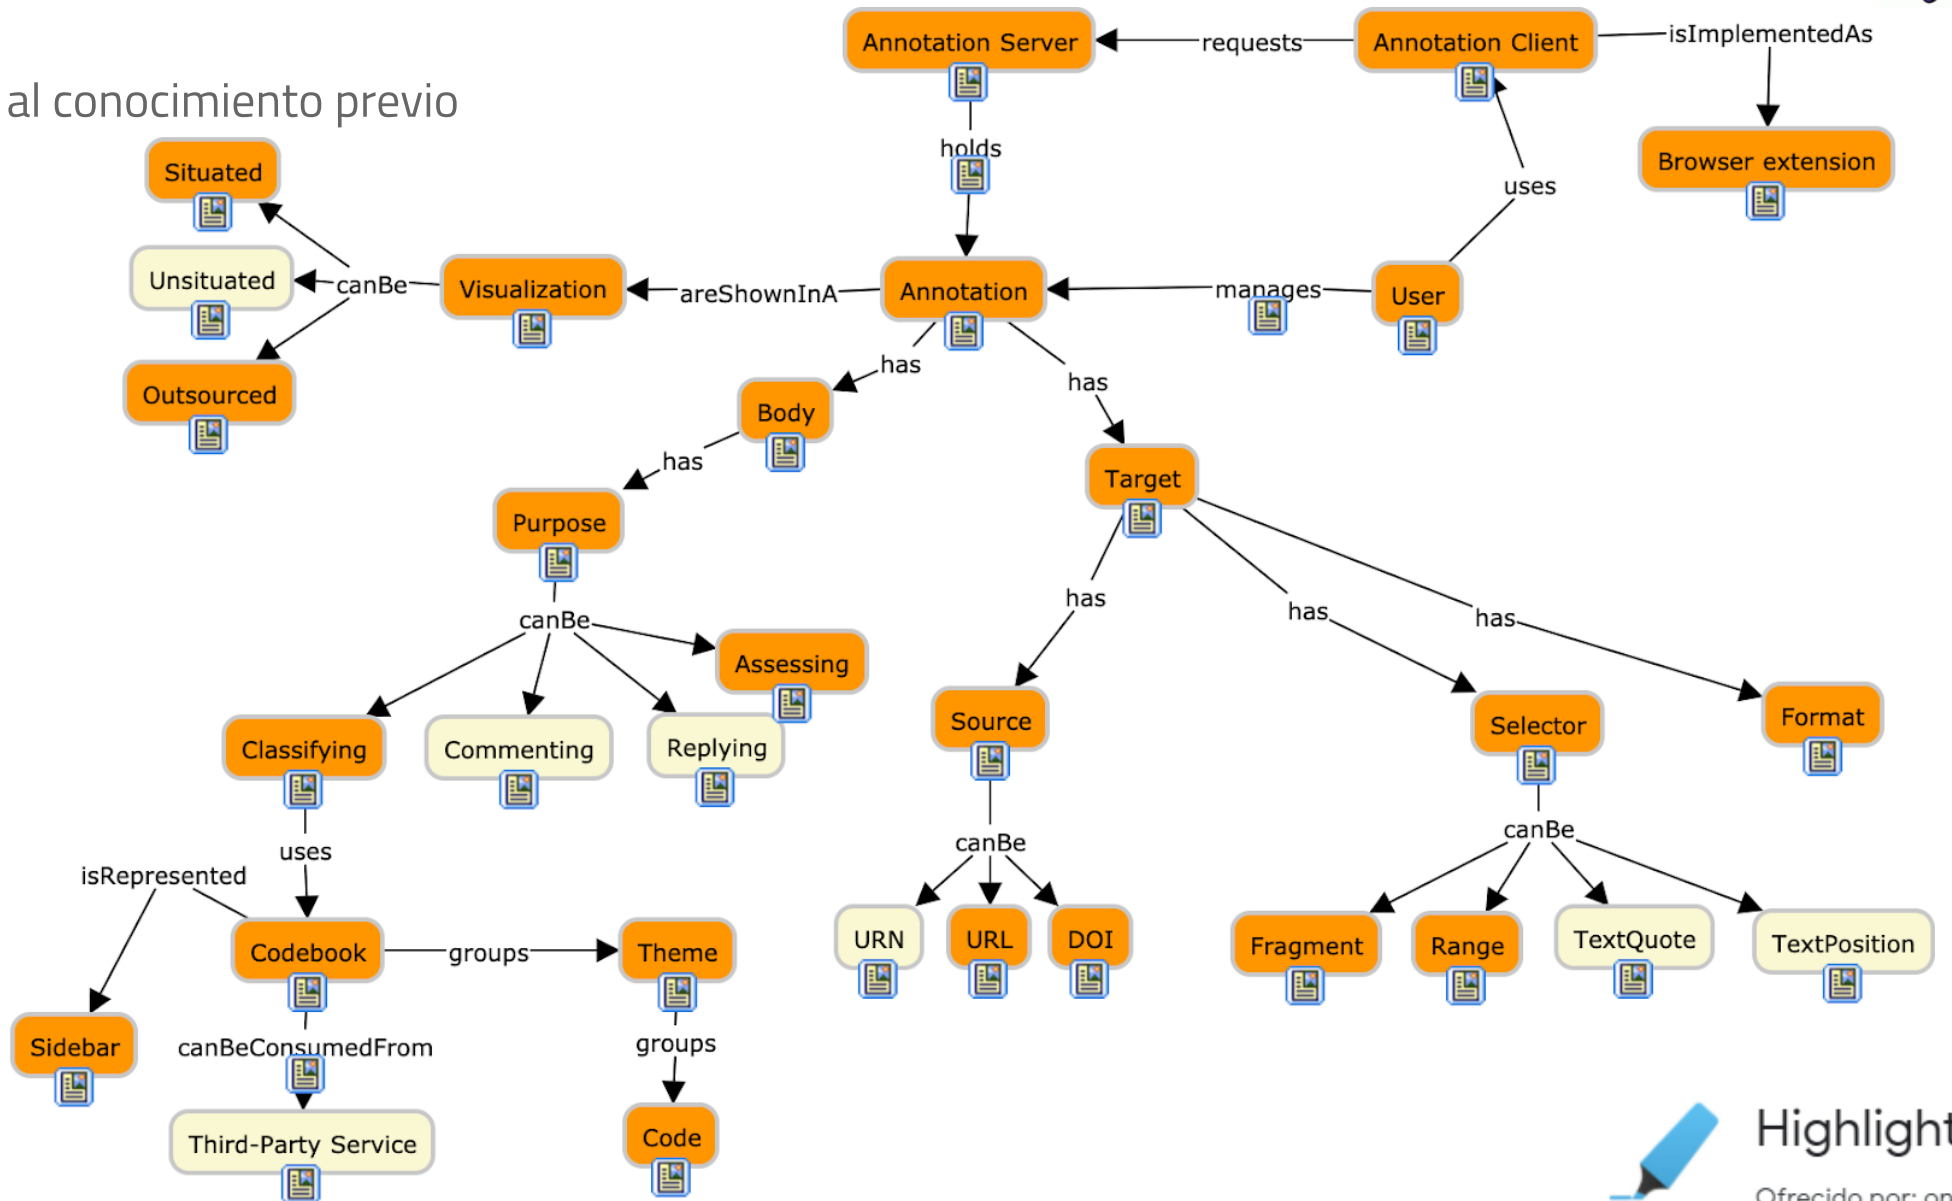 Annotation Server
requests
Annotation Client
isImplementedAs
al conocimiento previo
holds
Situated
Browser extension
uses
Unsituated
canBe
Visualization
areShownInA
Annotation
manages
User
Outsourced
has
has
Body
has
Target
Purpose
has
has
has
canBe
Assessing
Classifying
Commenting
Replying
Source
Selector
Format
uses
isRepresented
canBe
canBe
Codebook
groups
Theme
URN
URL
DOI
Fragment
Range
TextQuote
TextPosition
Sidebar
canBeConsumedFrom
groups
Third-Party Service
Code
Highlight
Ofrecido por: